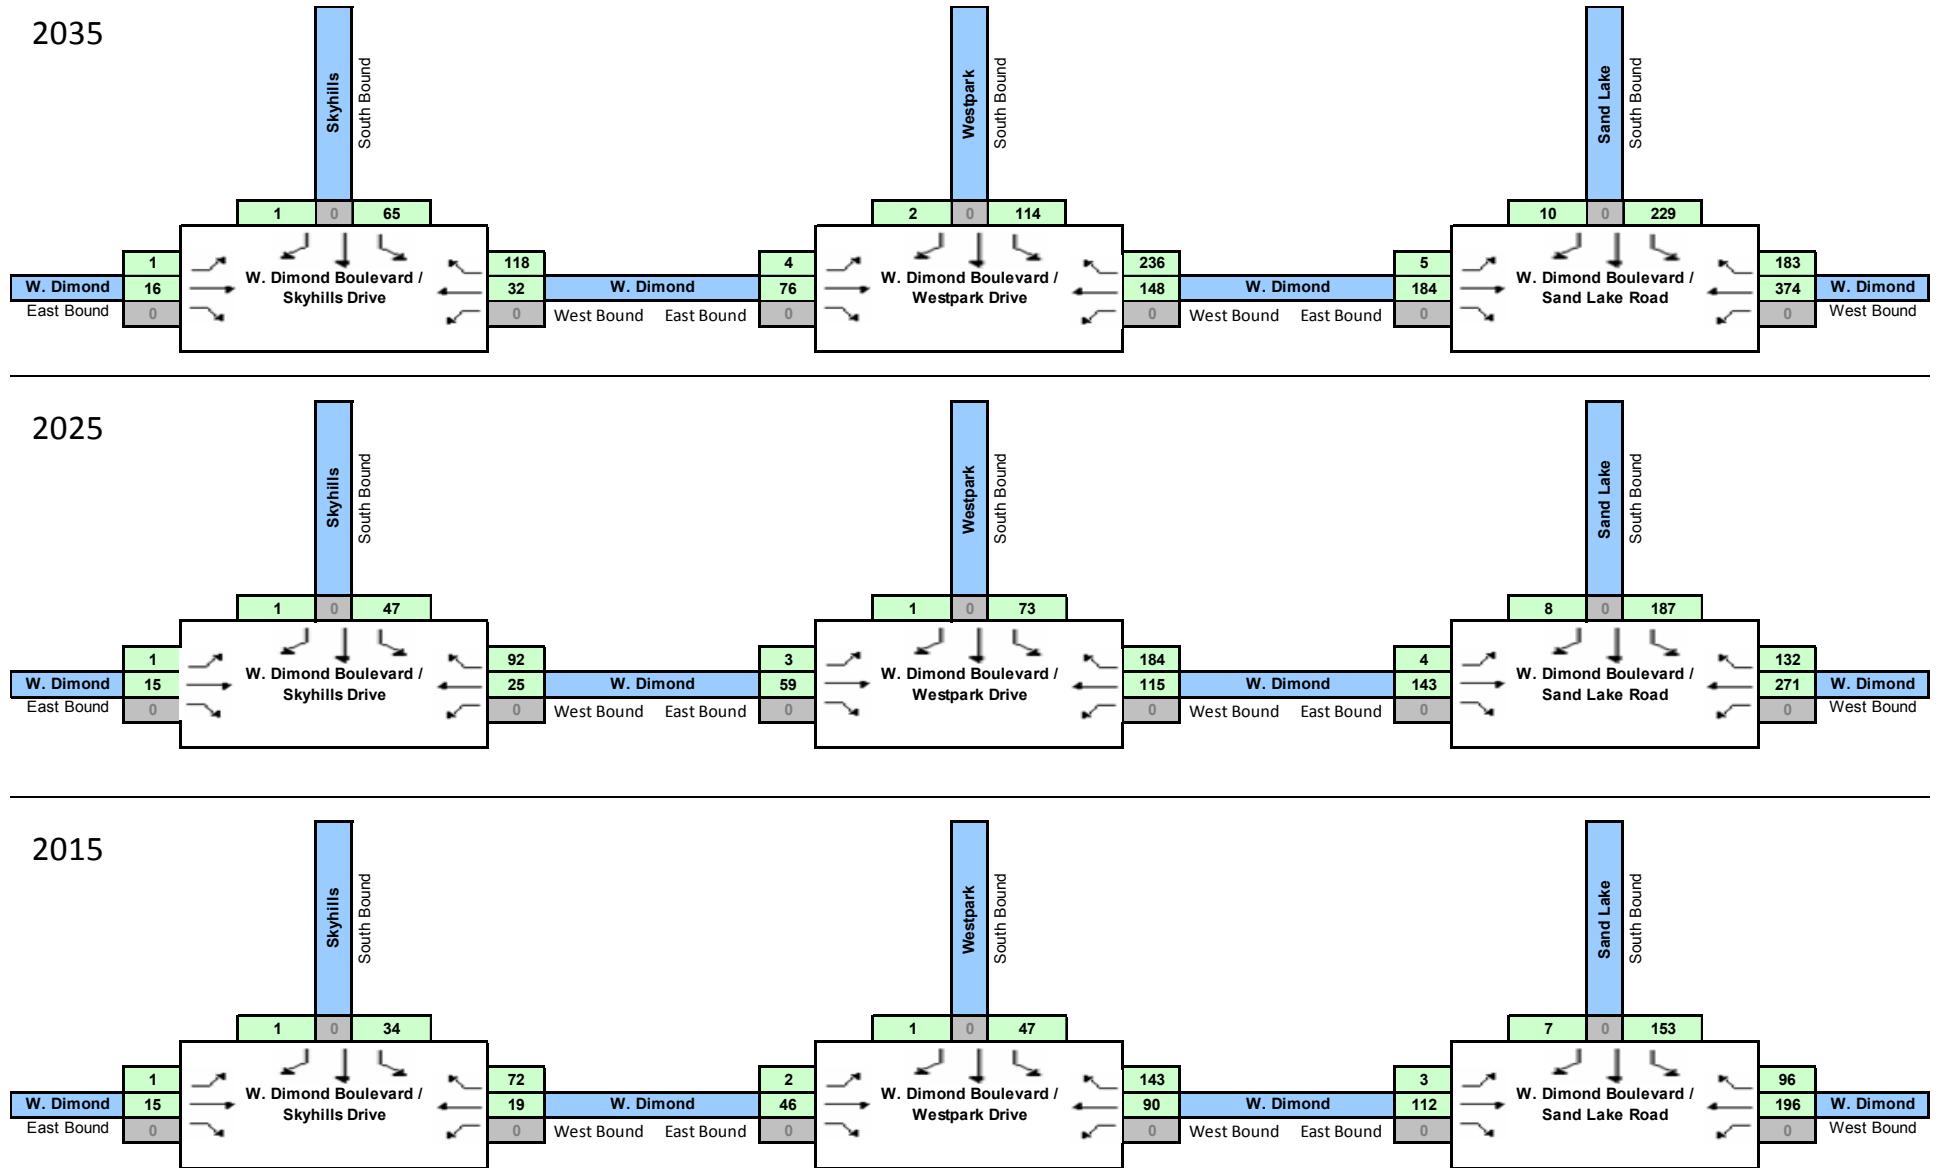 2035
Skyhills
South Bound
Westpark
South Bound
Sand Lake
South Bound
1 0 65
2 0 114
10 0 229
1 118 4 236 5 183
W. Dimond 16 W. Dimond Boulevard / 32 W. Dimond 76 W. Dimond Boulevard / 148 W. Dimond 184 W. Dimond Boulevard / 374 W. Dimond
Skyhills Drive Westpark Drive Sand Lake Road
East Bound 0 0 West Bound East Bound 0 0 West Bound East Bound 0 0 West Bound
2025
Skyhills
South Bound
Westpark
South Bound
Sand Lake
South Bound
1 0 47
1 0 73
8 0 187
1 92 3 184 4 132
W. Dimond 15 W. Dimond Boulevard / 25 W. Dimond 59 W. Dimond Boulevard / 115 W. Dimond 143 W. Dimond Boulevard / 271 W. Dimond
Skyhills Drive Westpark Drive Sand Lake Road
East Bound 0 0 West Bound East Bound 0 0 West Bound East Bound 0 0 West Bound
2015
Skyhills
South Bound
Westpark
South Bound
Sand Lake
South Bound
1 0 34
1 0 47
7 0 153
1 72 2 143 3 96
W. Dimond 15 W. Dimond Boulevard / 19 W. Dimond 46 W. Dimond Boulevard / 90 W. Dimond 112 W. Dimond Boulevard / 196 W. Dimond
Skyhills Drive Westpark Drive Sand Lake Road
East Bound 0 0 West Bound East Bound 0 0 West Bound East Bound 0 0 West Bound